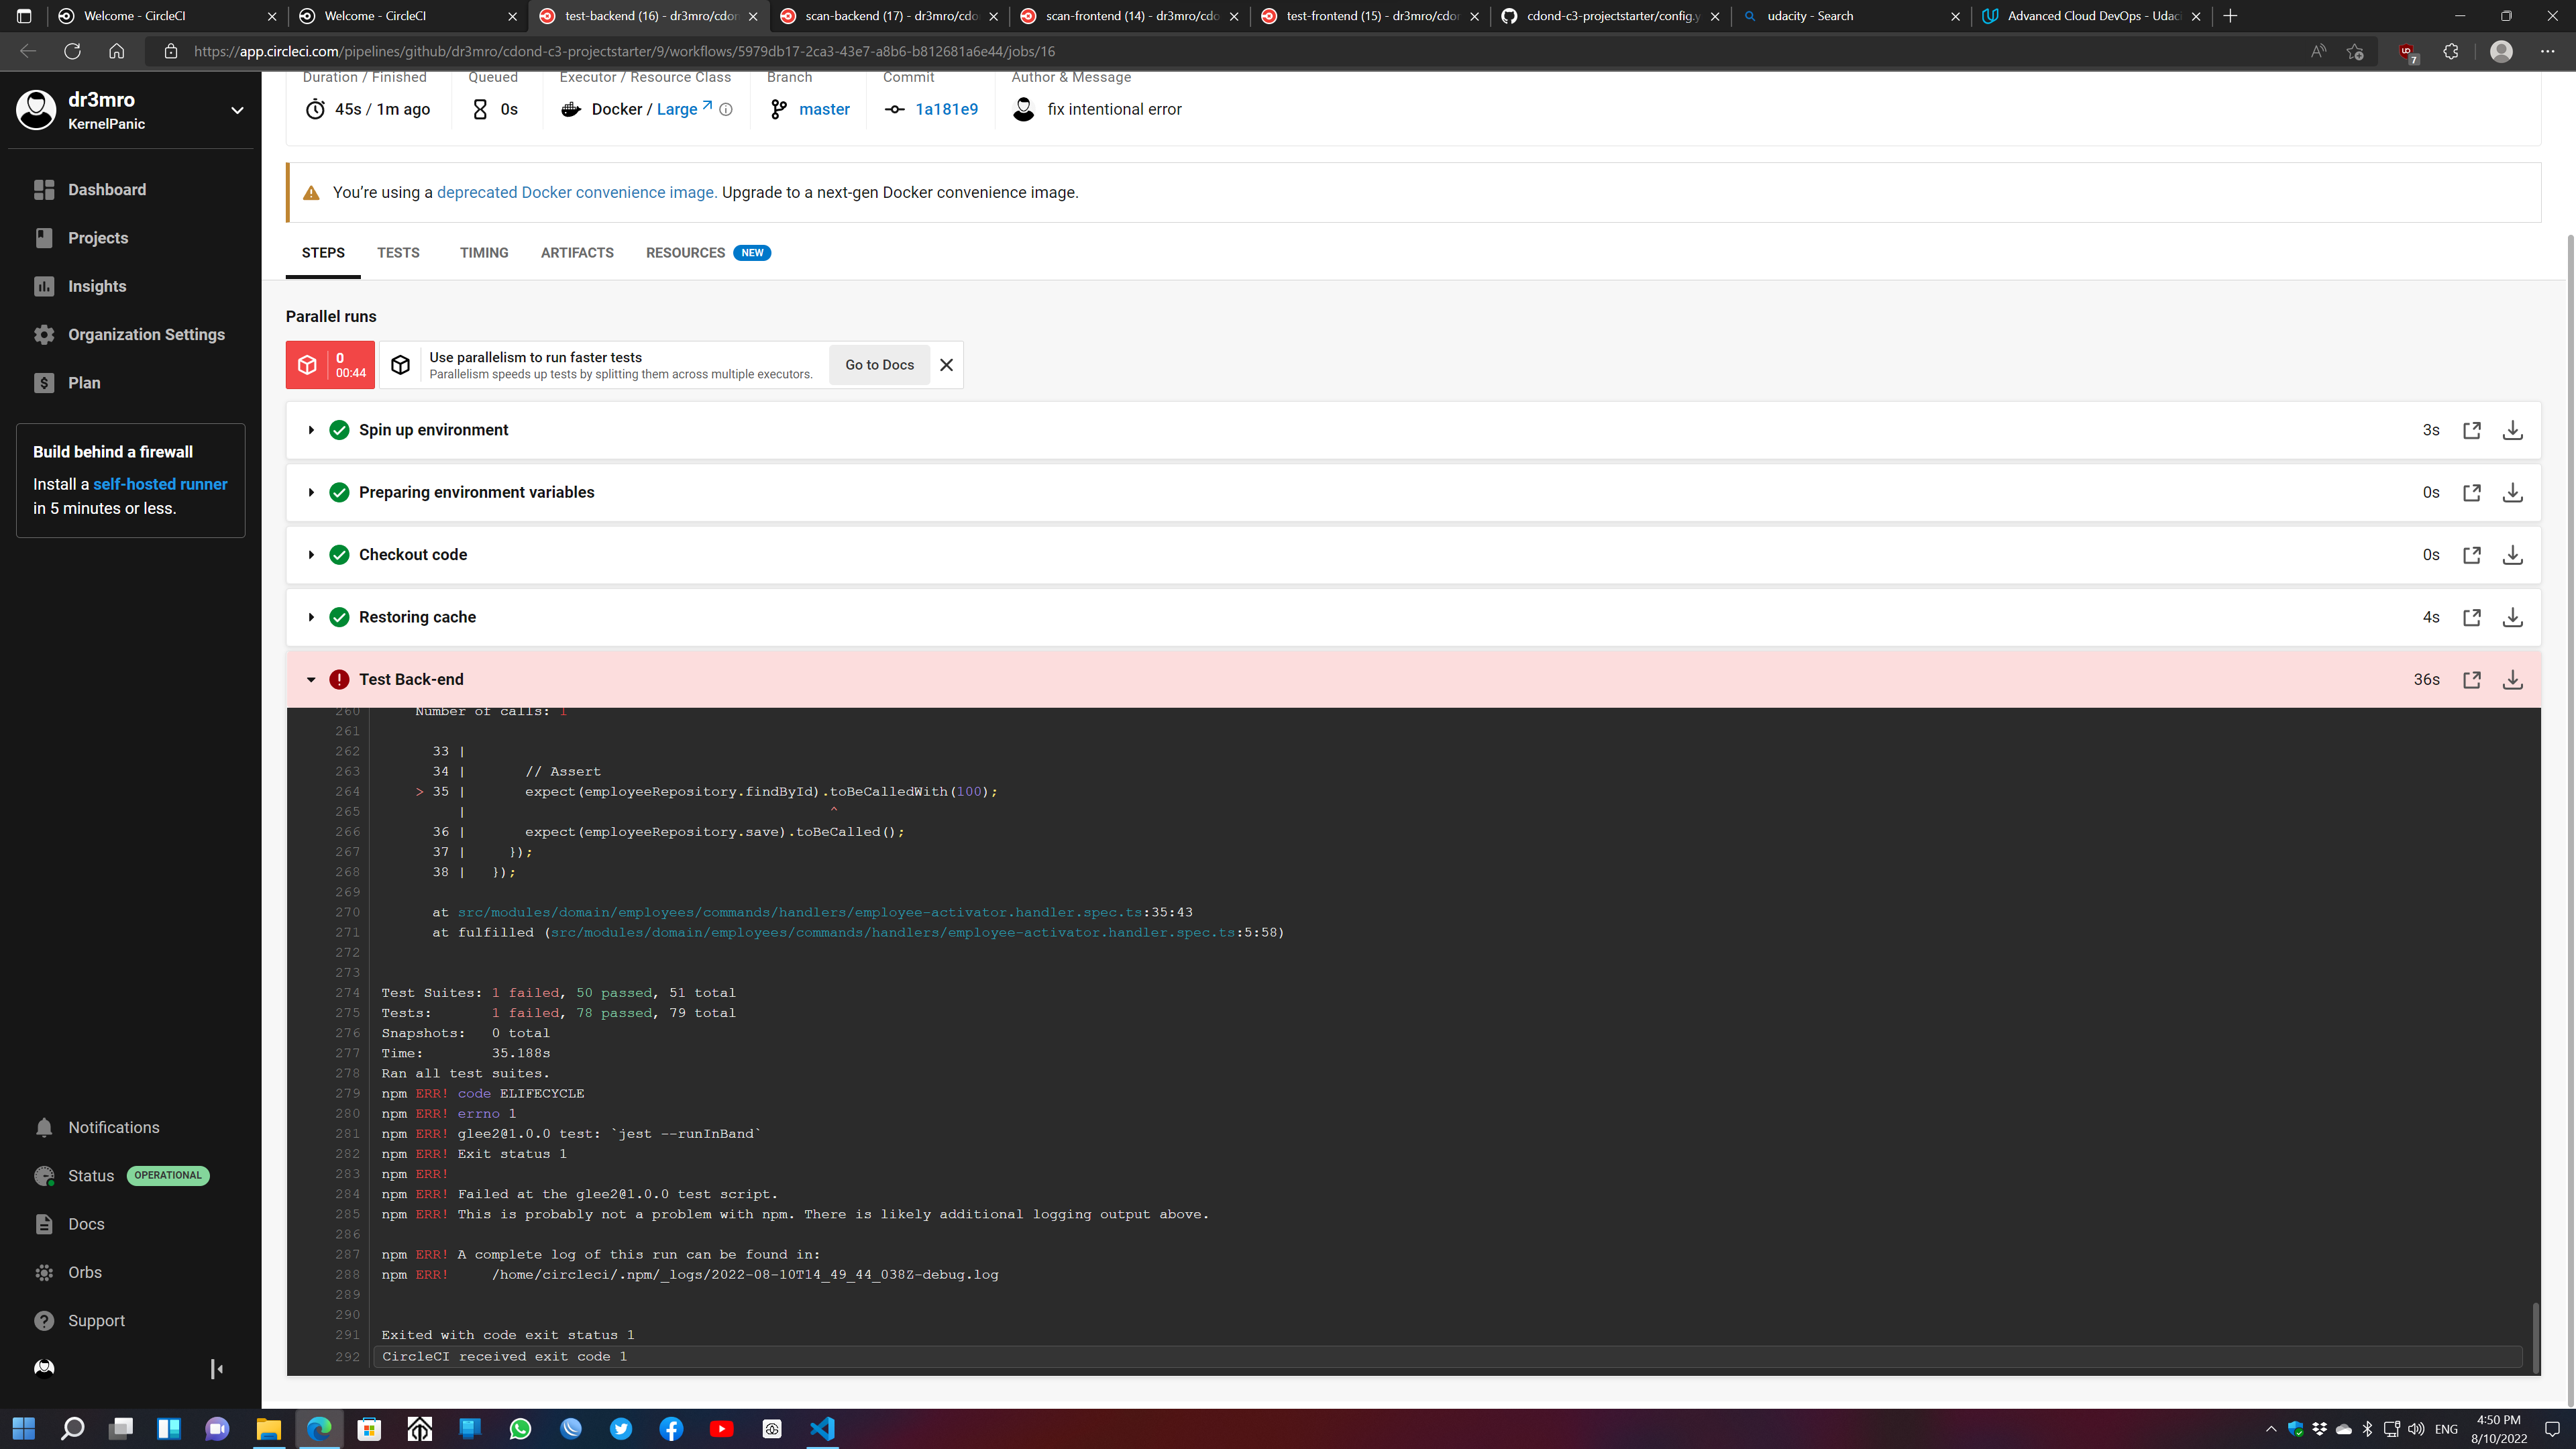 Welcome - CircleCI
Welcome - CircleCI
test-backend (16) - dr3mro/cdon
scan-backend (17) - dr3mro/cdo
scan-frontend (14) - dr3mro/cdo
test-frontend (15) - dr3mro/cdor
cdond-c3-projectstarter/config.y
udacity - Search
Advanced Cloud DevOps - Udaci
https://app.circleci.com/pipelines/github/dr3mro/cdond-c3-projectstarter/9/workflows/5979db17-2ca3-43e7-a8b6-b812681a6e44/jobs/16
7
dr3mro
KernelPanic
Dashboard
Projects
Insights
Organization Settings
Plan
Build behind a firewall
Install a self-hosted runner
in 5 minutes or less.
Notifications
Status OPERATIONAL
Docs
Orbs
Support
Duration / Finished
Queued
Executor / Resource Class
Branch
Commit
Author & Message
45s / 1m ago
0s
Docker / Large
master
1a181e9
fix intentional error
You’re using a deprecated Docker convenience image. Upgrade to a next-gen Docker convenience image.
STEPS
TESTS
TIMING
ARTIFACTS
RESOURCES NEW
Parallel runs
0
00:44
Use parallelism to run faster tests
Parallelism speeds up tests by splitting them across multiple executors.
Go to Docs
Spin up environment 3s
Preparing environment variables 0s
Checkout code 0s
Restoring cache 4s
Test Back-end 36s
260 Number of calls: 1
261
262 33 |
263 34 | // Assert
264 > 35 | expect(employeeRepository.findById).toBeCalledWith(100);
265 | ^
266 36 | expect(employeeRepository.save).toBeCalled();
267 37 | });
268 38 | });
269
270 at src/modules/domain/employees/commands/handlers/employee-activator.handler.spec.ts:35:43
271 at fulfilled (src/modules/domain/employees/commands/handlers/employee-activator.handler.spec.ts:5:58)
272
273
274 Test Suites: 1 failed, 50 passed, 51 total
275 Tests: 1 failed, 78 passed, 79 total
276 Snapshots: 0 total
277 Time: 35.188s
278 Ran all test suites.
279 npm ERR! code ELIFECYCLE
280 npm ERR! errno 1
281 npm ERR! glee2@1.0.0 test: `jest --runInBand`
282 npm ERR! Exit status 1
283 npm ERR!
284 npm ERR! Failed at the glee2@1.0.0 test script.
285 npm ERR! This is probably not a problem with npm. There is likely additional logging output above.
286
287 npm ERR! A complete log of this run can be found in:
288 npm ERR! /home/circleci/.npm/_logs/2022-08-10T14_49_44_038Z-debug.log
289
290
291 Exited with code exit status 1
292 CircleCI received exit code 1
ENG
4:50 PM
8/10/2022